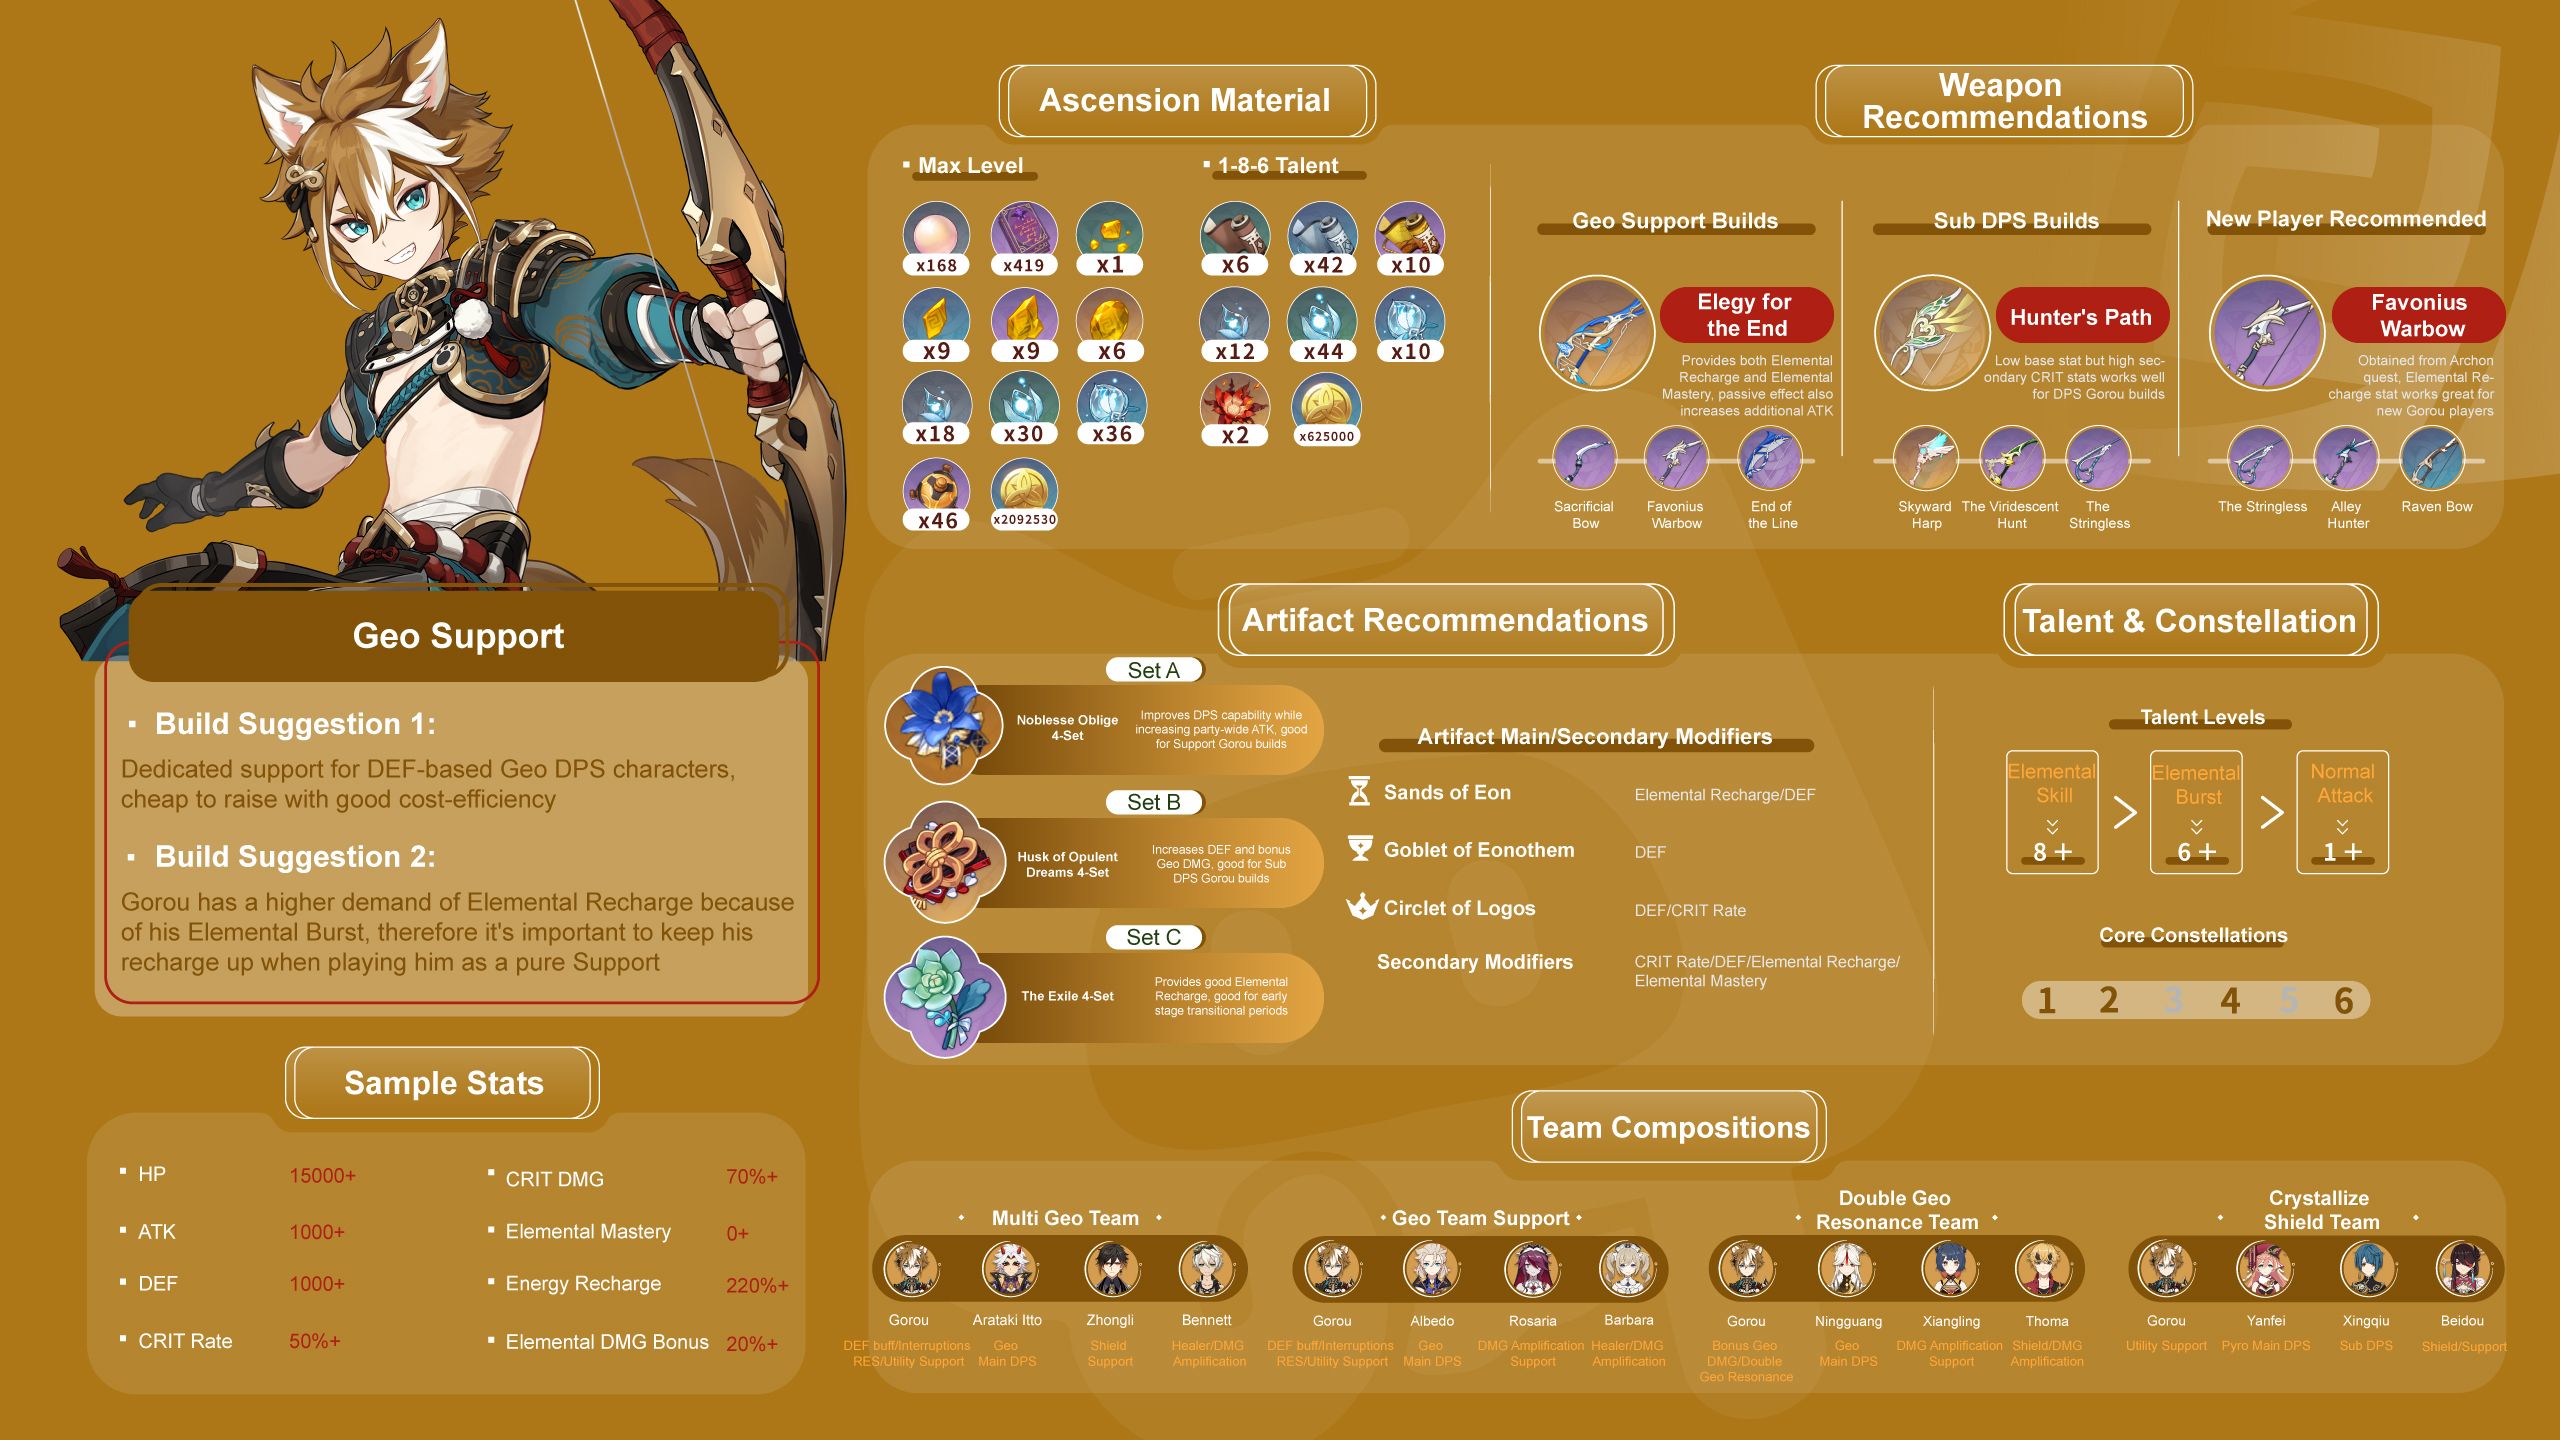 Geo Support
Build Suggestion 1:
Dedicated support for DEF-based Geo DPS characters,
cheap to raise with good cost-efficiency
Build Suggestion 2:
Gorou has a higher demand of Elemental Recharge because
of his Elemental Burst, therefore it's important to keep his
recharge up when playing him as a pure Support
Sample Stats
HP 15000+
ATK 1000+
DEF 1000+
CRIT Rate 50%+
CRIT DMG 70%+
Elemental Mastery 0+
Energy Recharge 220%+
Elemental DMG Bonus 20%+
Ascension Material
Max Level
x168 x419 x1
x9 x9 x6
x18 x30 x36
x46 x2092530
1-8-6 Talent
x6 x42 x10
x12 x44 x10
x2 x625000
Weapon
Recommendations
Geo Support Builds
Elegy for
the End
Provides both Elemental
Recharge and Elemental
Mastery, passive effect also
increases additional ATK
Sacrificial
Bow
Favonius
Warbow
End of
the Line
Sub DPS Builds
Hunter's Path
Low base stat but high sec-
ondary CRIT stats works well
for DPS Gorou builds
Skyward
Harp
The Viridescent
Hunt
The
Stringless
New Player Recommended
Favonius
Warbow
Obtained from Archon
quest, Elemental Re-
charge stat works great for
new Gorou players
The Stringless
Alley
Hunter
Raven Bow
Artifact Recommendations
Set A
Noblesse Oblige
4-Set
Improves DPS capability while
increasing party-wide ATK, good
for Support Gorou builds
Set B
Husk of Opulent
Dreams 4-Set
Increases DEF and bonus
Geo DMG, good for Sub
DPS Gorou builds
Set C
The Exile 4-Set
Provides good Elemental
Recharge, good for early
stage transitional periods
Artifact Main/Secondary Modifiers
Sands of Eon Elemental Recharge/DEF
Goblet of Eonothem DEF
Circlet of Logos DEF/CRIT Rate
Secondary Modifiers CRIT Rate/DEF/Elemental Recharge/
Elemental Mastery
Talent & Constellation
Talent Levels
Elemental
Skill
8 +
>
Elemental
Burst
6 +
>
Normal
Attack
1 +
Core Constellations
1 2 3 4 5 6
Team Compositions
Multi Geo Team
Gorou
DEF buff/Interruptions
RES/Utility Support
Arataki Itto
Geo
Main DPS
Zhongli
Shield
Support
Bennett
Healer/DMG
Amplification
Geo Team Support
Gorou
DEF buff/Interruptions
RES/Utility Support
Albedo
Geo
Main DPS
Rosaria
DMG Amplification
Support
Barbara
Healer/DMG
Amplification
Double Geo
Resonance Team
Gorou
Bonus Geo
DMG/Double
Geo Resonance
Ningguang
Geo
Main DPS
Xiangling
DMG Amplification
Support
Thoma
Shield/DMG
Amplification
Crystallize
Shield Team
Gorou
Utility Support
Yanfei
Pyro Main DPS
Xingqiu
Sub DPS
Beidou
Shield/Support